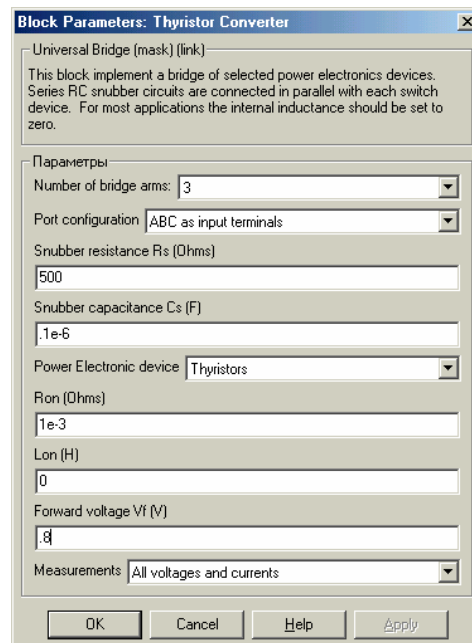 Block Parameters: Thyristor Converter
Universal Bridge (mask) (link)
This block implement a bridge of selected power electronics devices.
Series RC snubber circuits are connected in parallel with each switch
device. For most applications the internal inductance should be set to
zero.
Параметры
Number of bridge arms: 3
Port configuration ABC as input terminals
Snubber resistance Rs (Ohms)
500
Snubber capacitance Cs (F)
.1e-6
Power Electronic device Thyristors
Ron (Ohms)
1e-3
Lon (H)
0
Forward voltage Vf (V)
.8
Measurements All voltages and currents
OK Cancel Help Apply